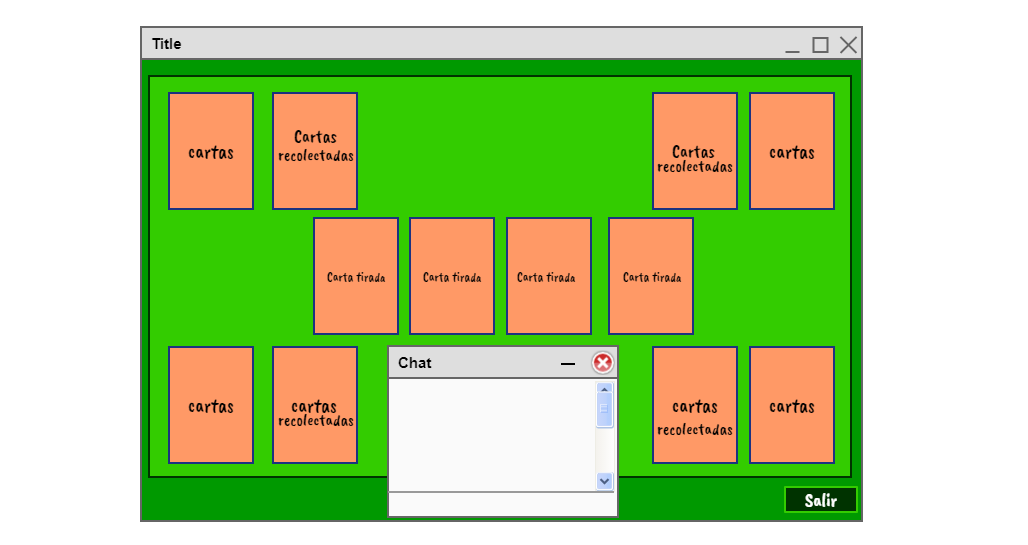 Title
cartas
Cartas
recolectadas
Cartas
recolectadas
cartas
Carta tirada
Carta tirada
Carta tirada
Carta tirada
cartas
cartas
recolectadas
Chat
cartas
recolectadas
cartas
Salir